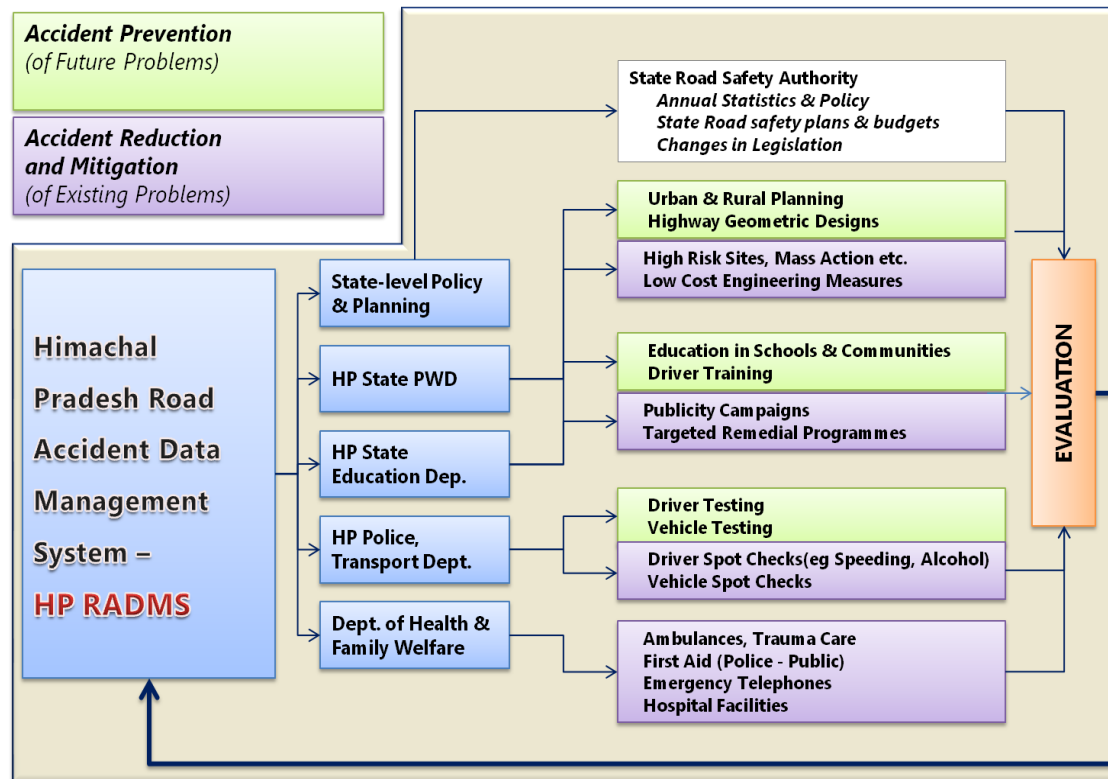 Accident Prevention
(of Future Problems)
Accident Reduction
and Mitigation
(of Existing Problems)
State Road Safety Authority
Annual Statistics & Policy
State Road safety plans & budgets
Changes in Legislation
Urban & Rural Planning
Highway Geometric Designs
High Risk Sites, Mass Action etc.
Low Cost Engineering Measures
Education in Schools & Communities
Driver Training
Publicity Campaigns
Targeted Remedial Programmes
Driver Testing
Vehicle Testing
Driver Spot Checks(eg Speeding, Alcohol)
Vehicle Spot Checks
Ambulances, Trauma Care
First Aid (Police - Public)
Emergency Telephones
Hospital Facilities
State-level Policy
& Planning
HP State PWD
HP State
Education Dep.
HP Police,
Transport Dept.
Dept. of Health &
Family Welfare
Himachal
Pradesh Road
Accident Data
Management
System –
HP RADMS
EVALUATION